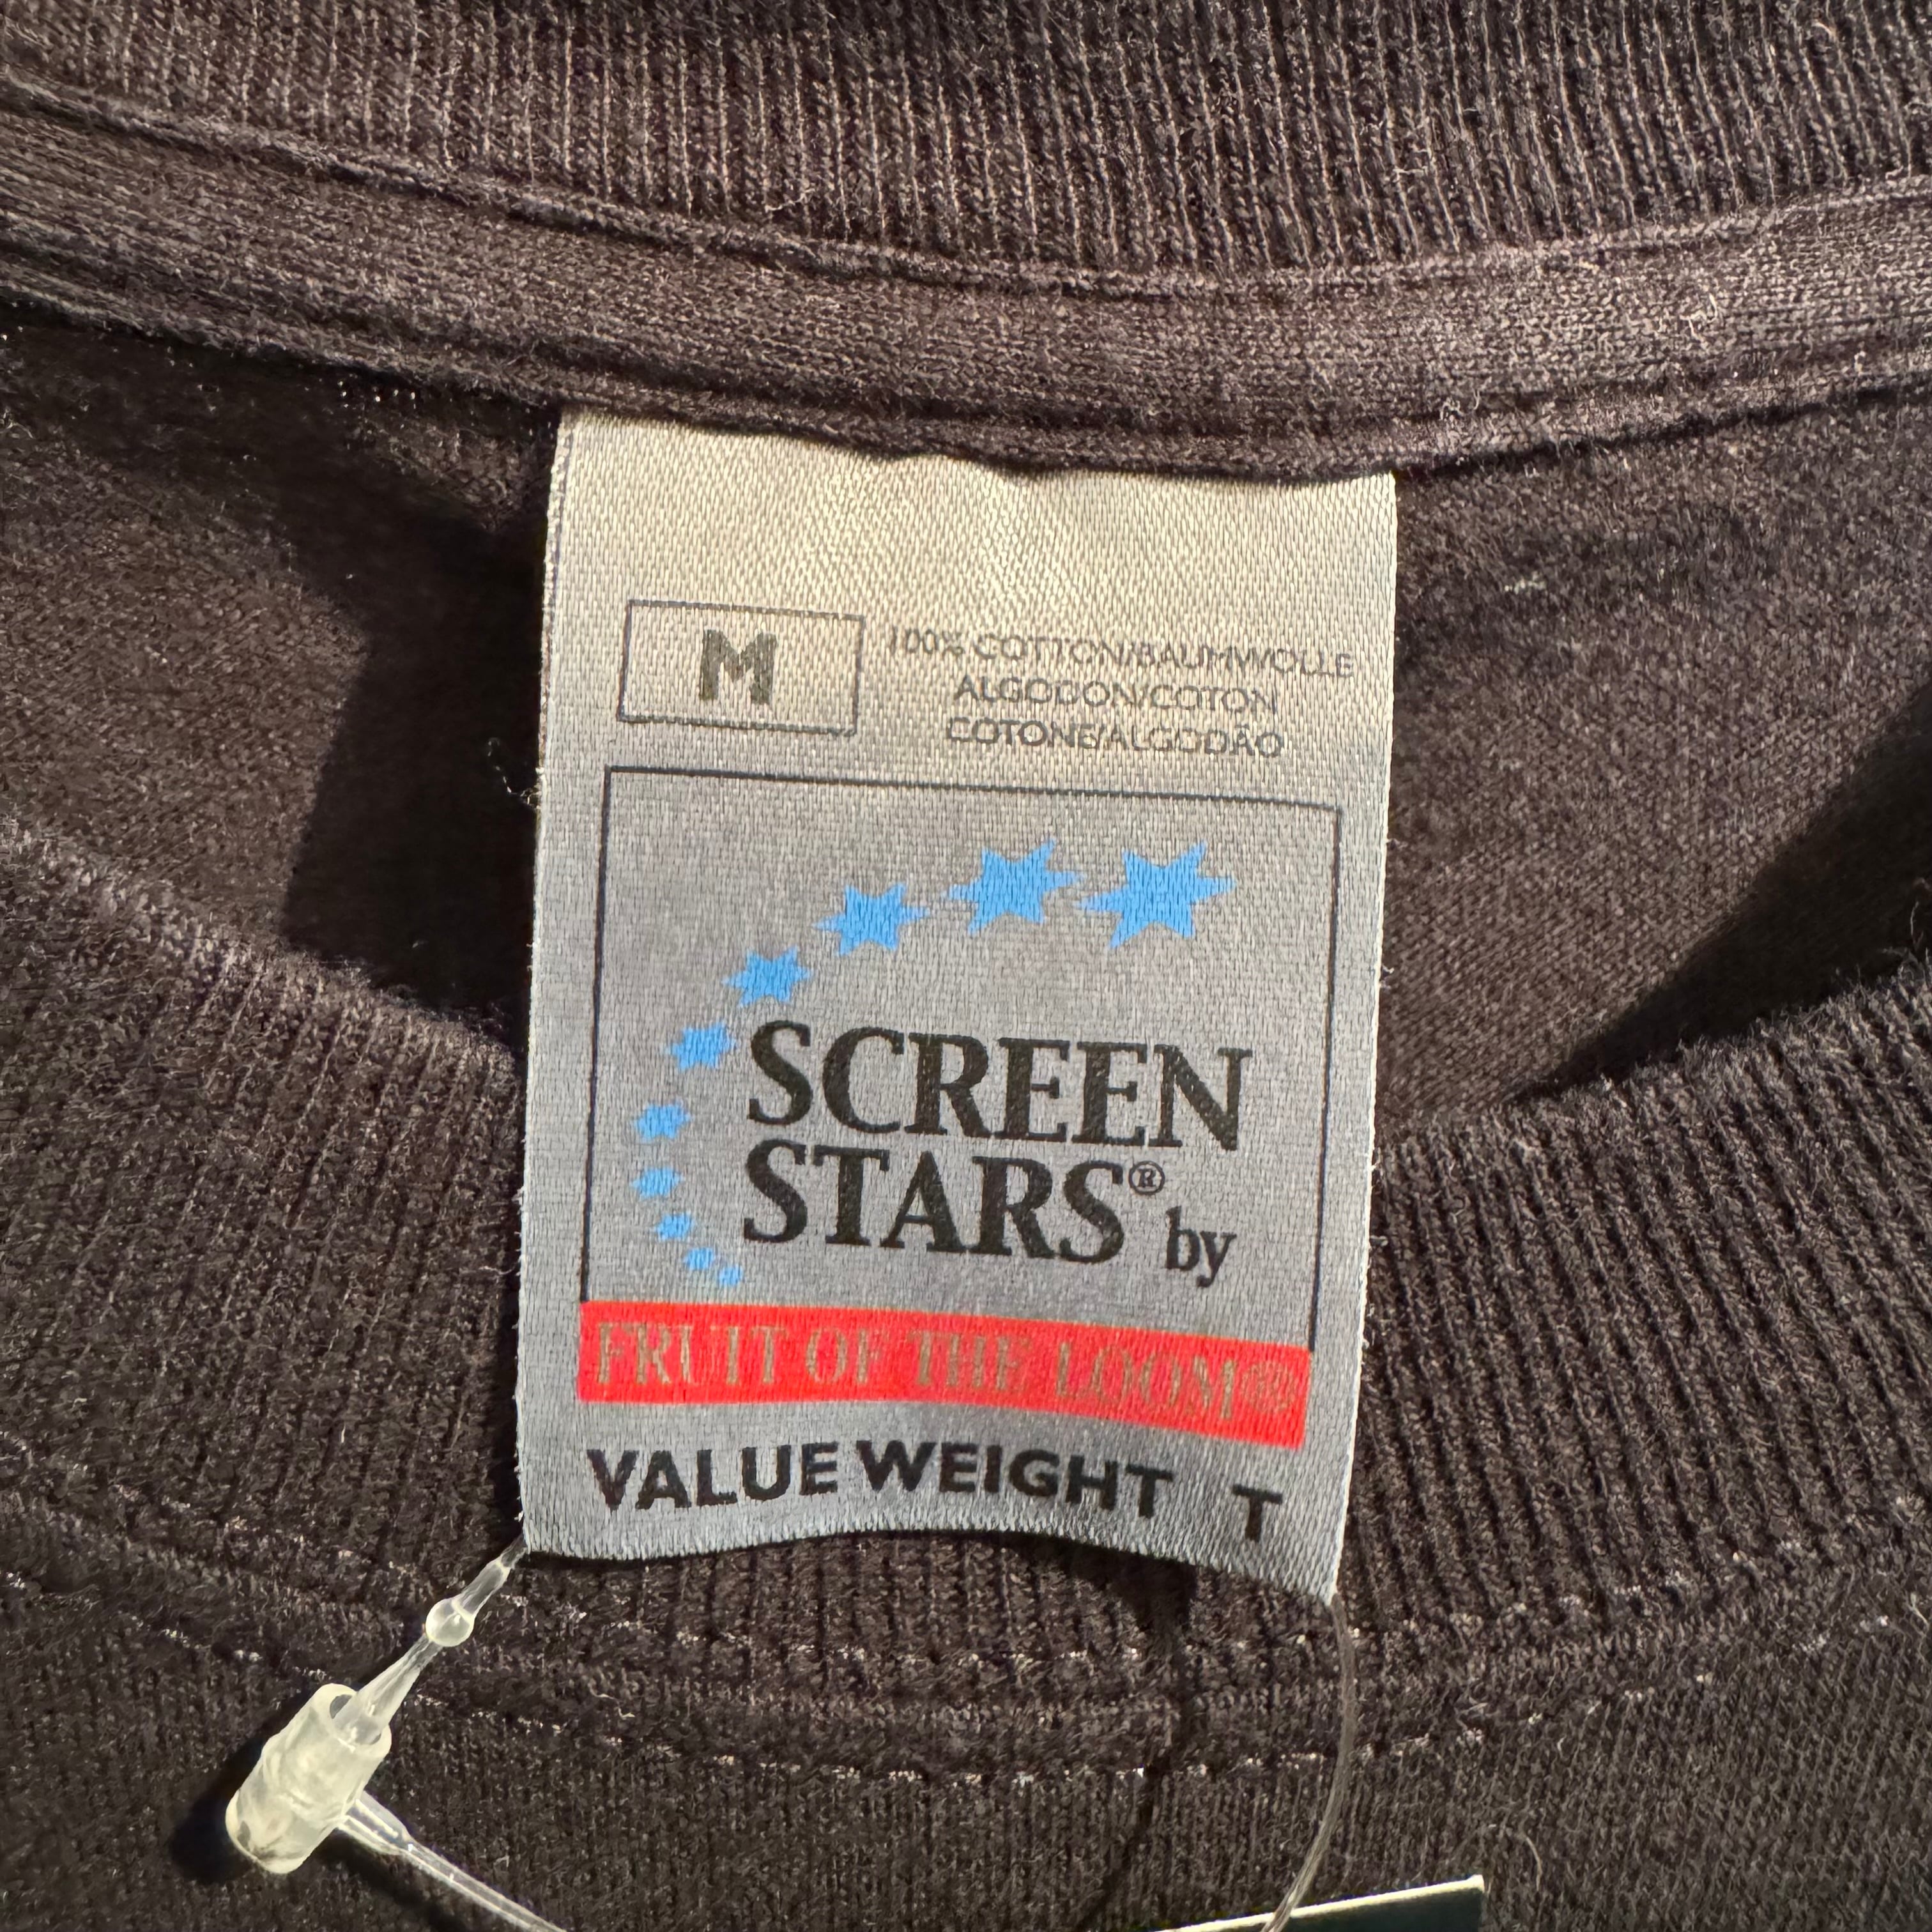 M
100% COTTON/BAUMWOLLE
ALGODON/COTON
COTONE/ALGODÃO
SCREEN
STARS® by
FRUIT OF THE LOOM®
VALUE WEIGHT T